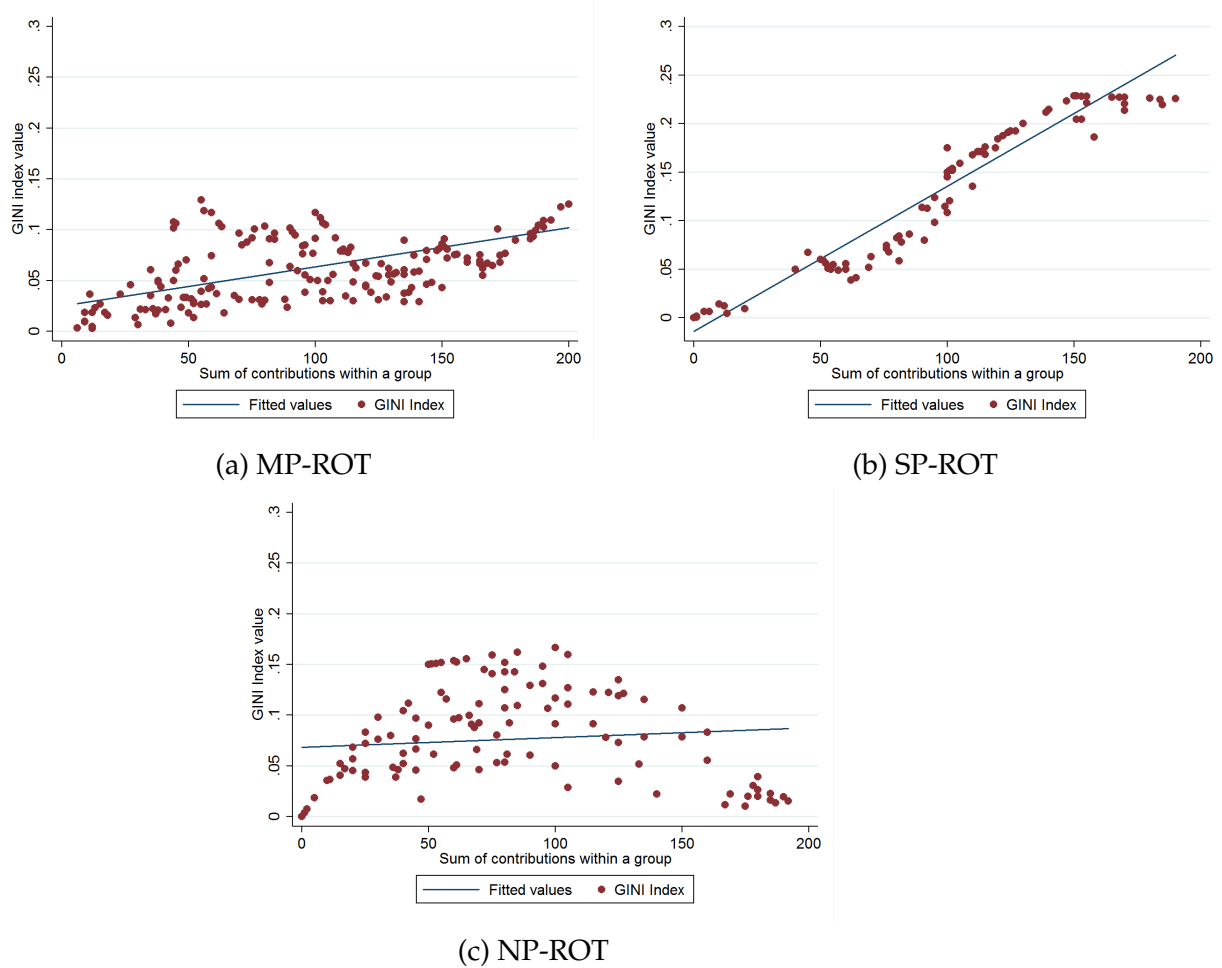 .3
.25
.2
.15
.1
.05
0
GINI index value
0 50 100 150 200
Sum of contributions within a group
Fitted values GINI Index
(a) MP-ROT
.3
.25
.2
.15
.1
.05
0
GINI Index value
0 50 100 150 200
Sum of contributions within a group
Fitted values GINI Index
(b) SP-ROT
.3
.25
.2
.15
.1
.05
0
GINI Index value
0 50 100 150 200
Sum of contributions within a group
Fitted values GINI Index
(c) NP-ROT